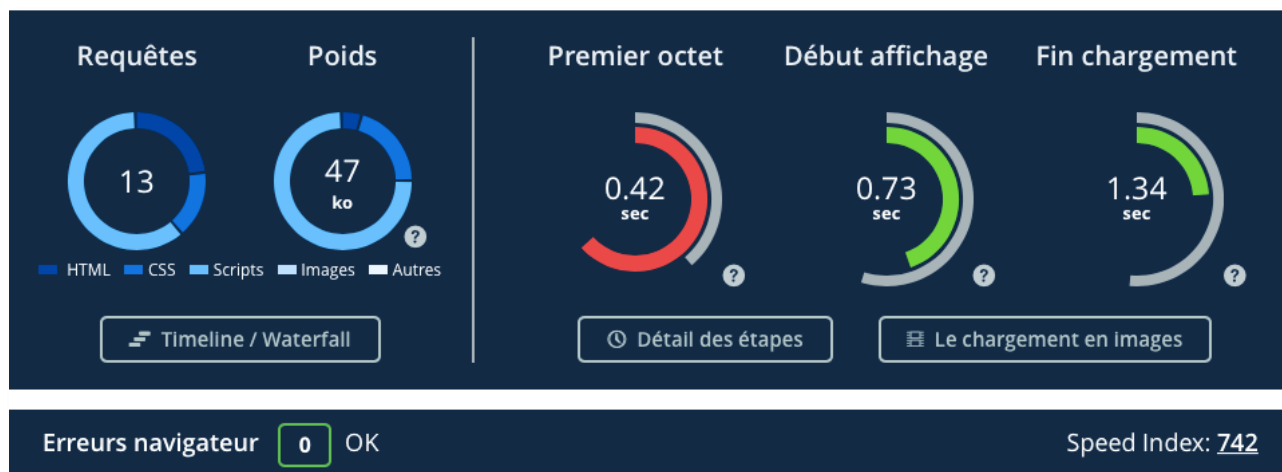 Requêtes
Poids
Premier octet
Début affichage
Fin chargement
13
47
ko
0.42
sec
0.73
sec
1.34
sec
?
?
?
?
HTML
CSS
Scripts
Images
Autres
Timeline / Waterfall
Détail des étapes
Le chargement en images
Erreurs navigateur
0
OK
Speed Index: 742